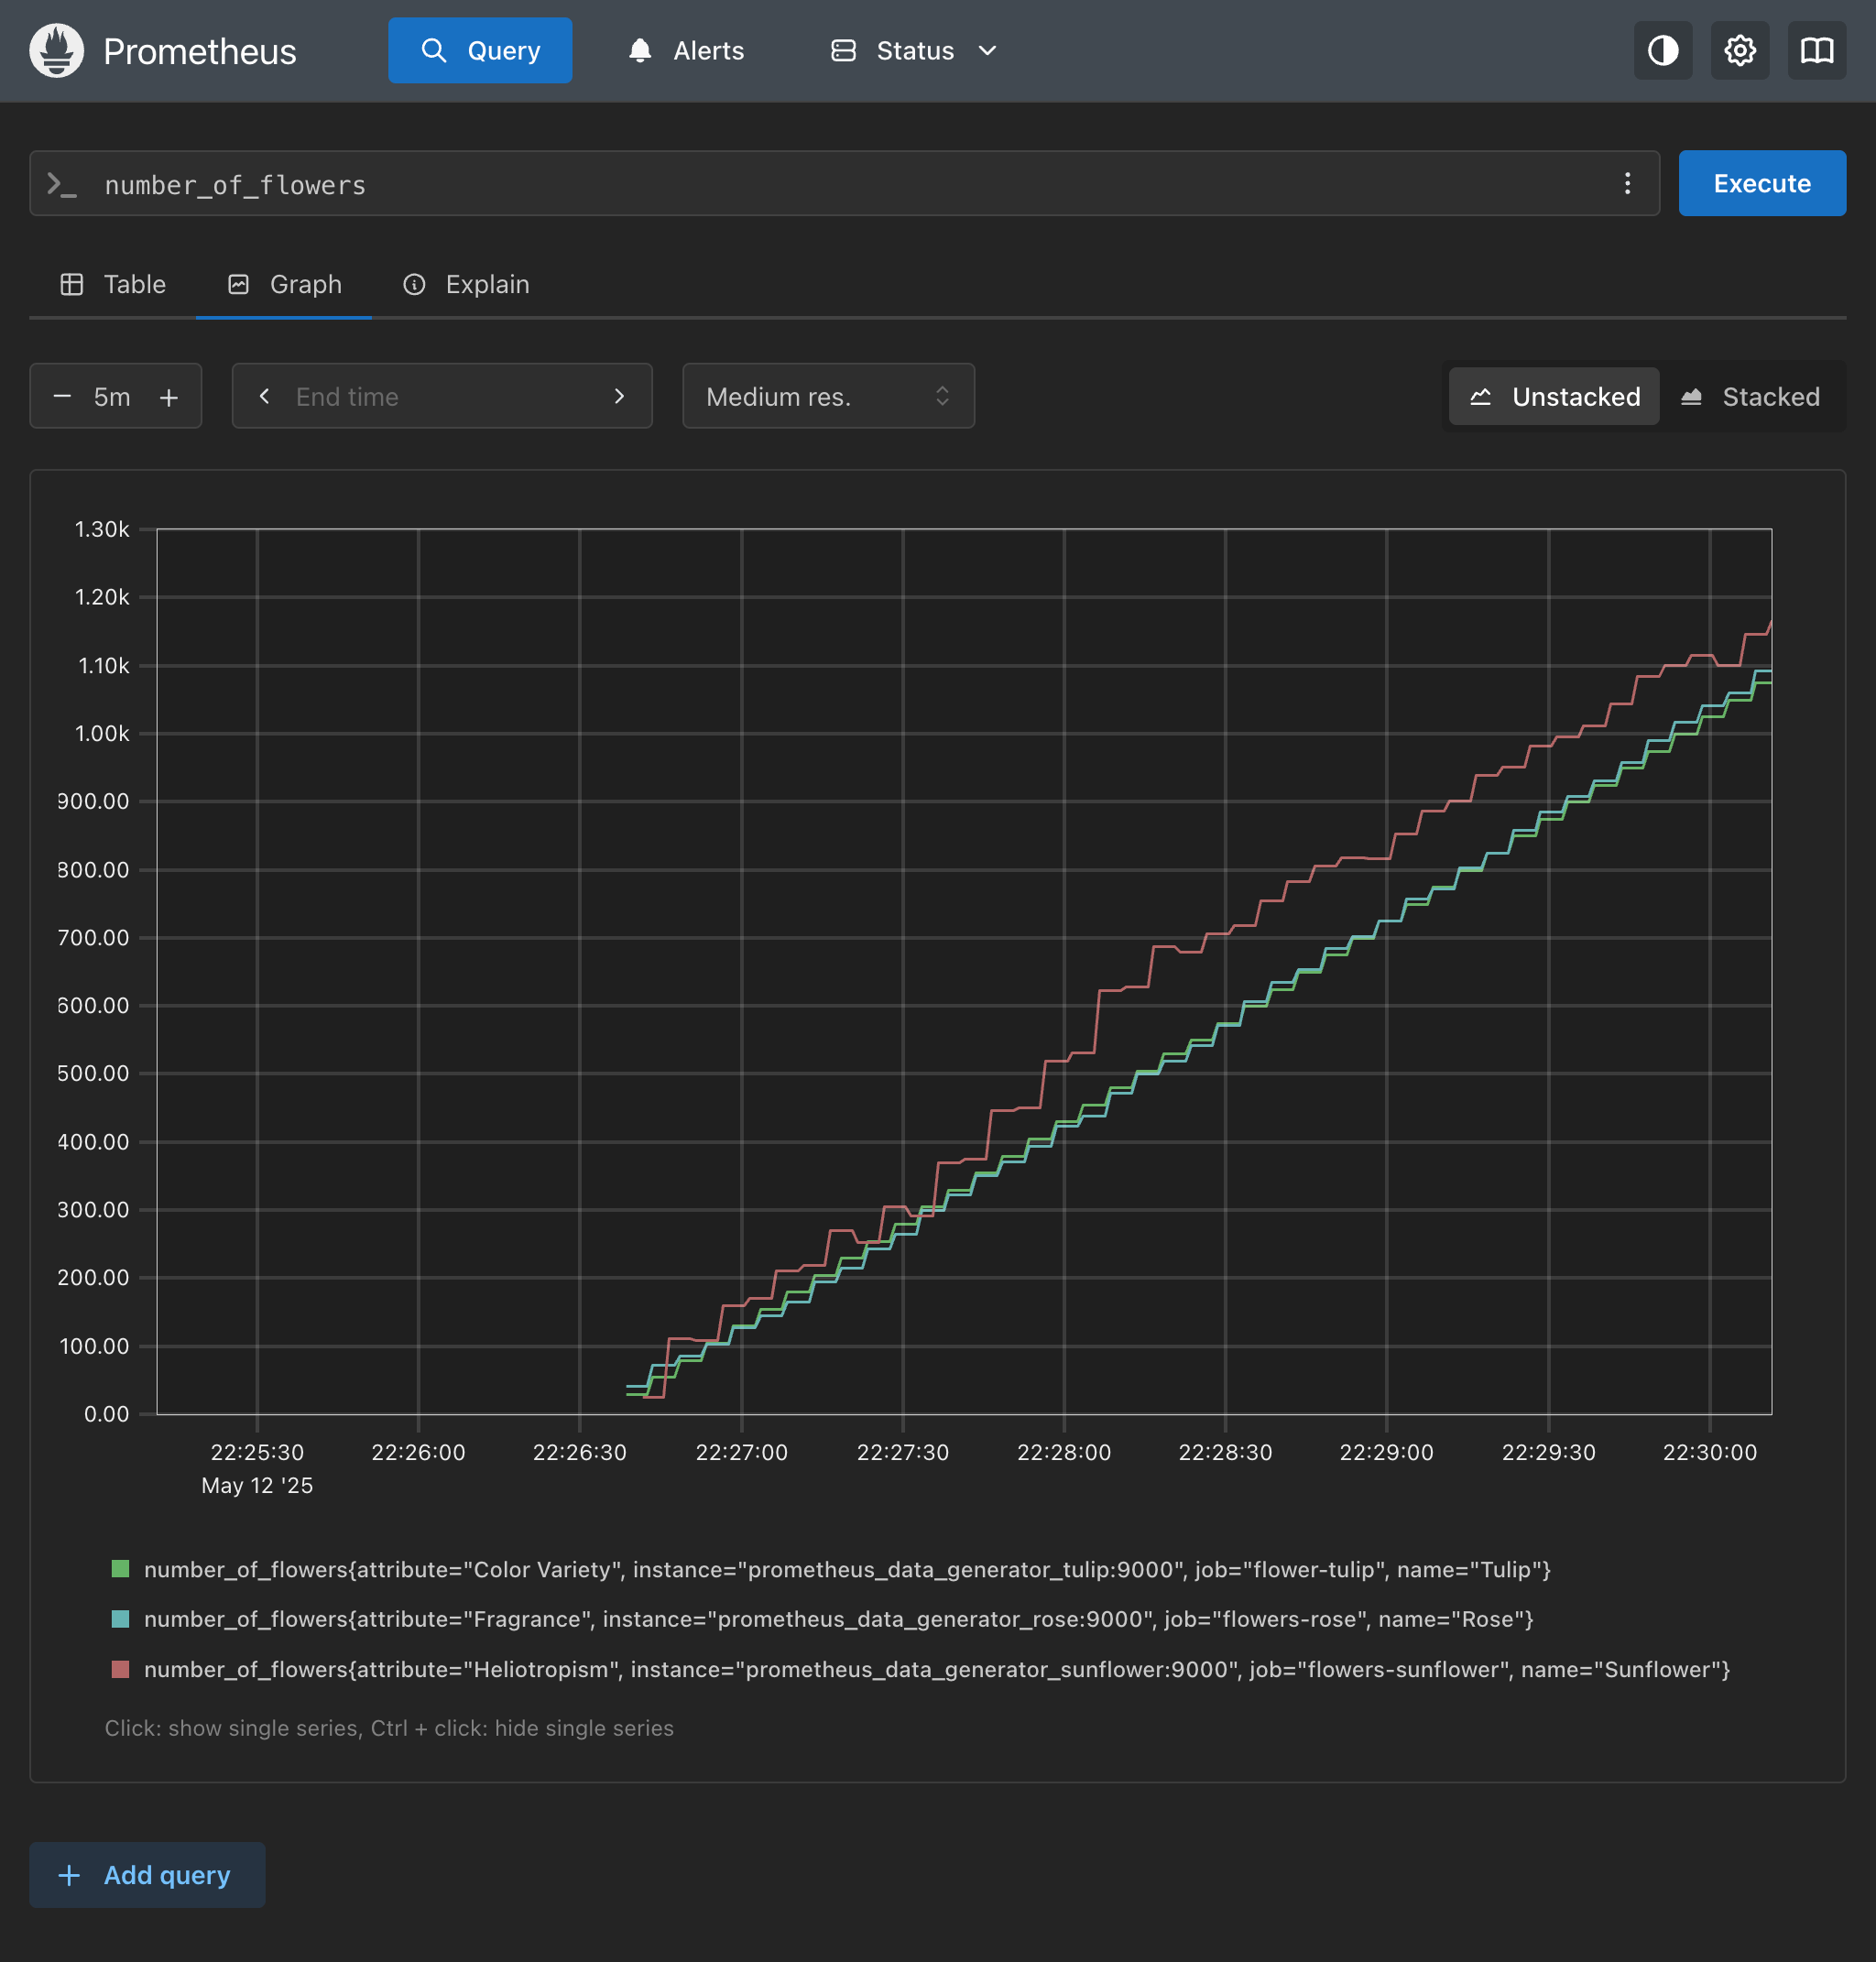 Prometheus
Query
Alerts
Status
number_of_flowers
Execute
Table
Graph
Explain
5m
End time
Medium res.
Unstacked
Stacked
1.30k
1.20k
1.10k
1.00k
900.00
800.00
700.00
600.00
500.00
400.00
300.00
200.00
100.00
0.00
22:25:30 22:26:00 22:26:30 22:27:00 22:27:30 22:28:00 22:28:30 22:29:00 22:29:30 22:30:00
May 12 '25
number_of_flowers{attribute="Color Variety", instance="prometheus_data_generator_tulip:9000", job="flower-tulip", name="Tulip"}
number_of_flowers{attribute="Fragrance", instance="prometheus_data_generator_rose:9000", job="flowers-rose", name="Rose"}
number_of_flowers{attribute="Heliotropism", instance="prometheus_data_generator_sunflower:9000", job="flowers-sunflower", name="Sunflower"}
Click: show single series, Ctrl + click: hide single series
Add query